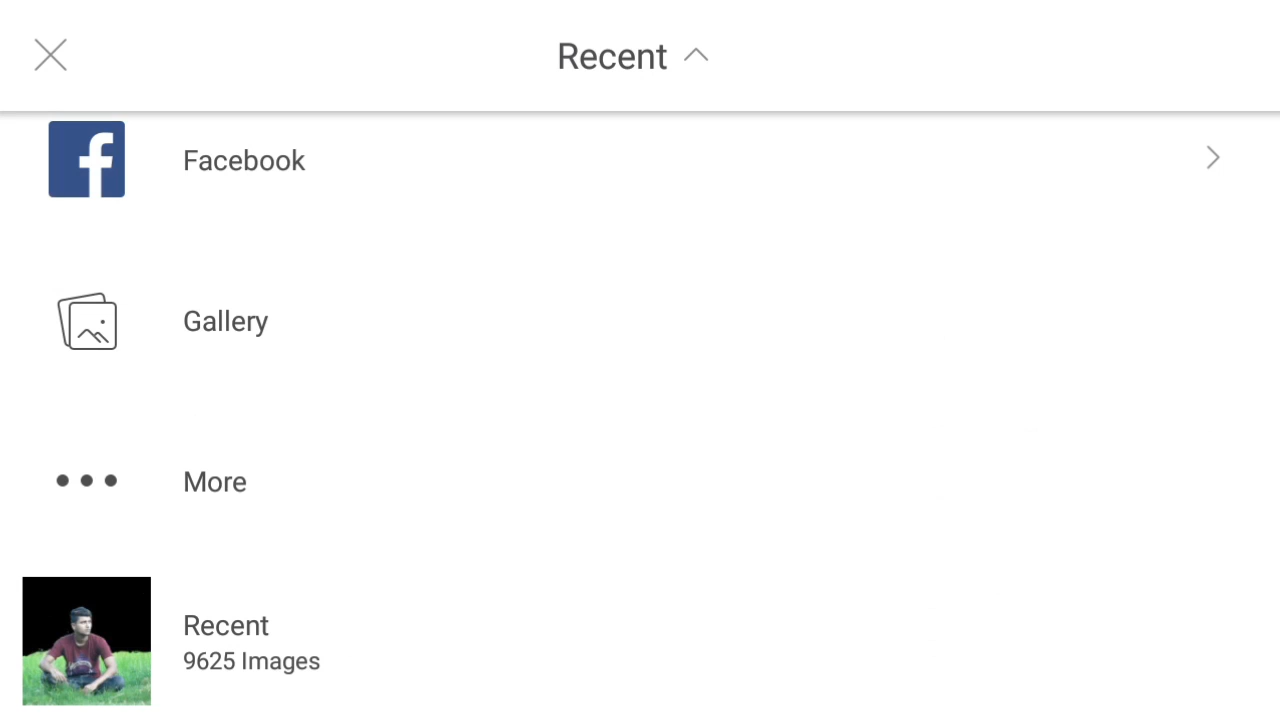 Recent
Facebook
Gallery
More
Recent
9625 Images